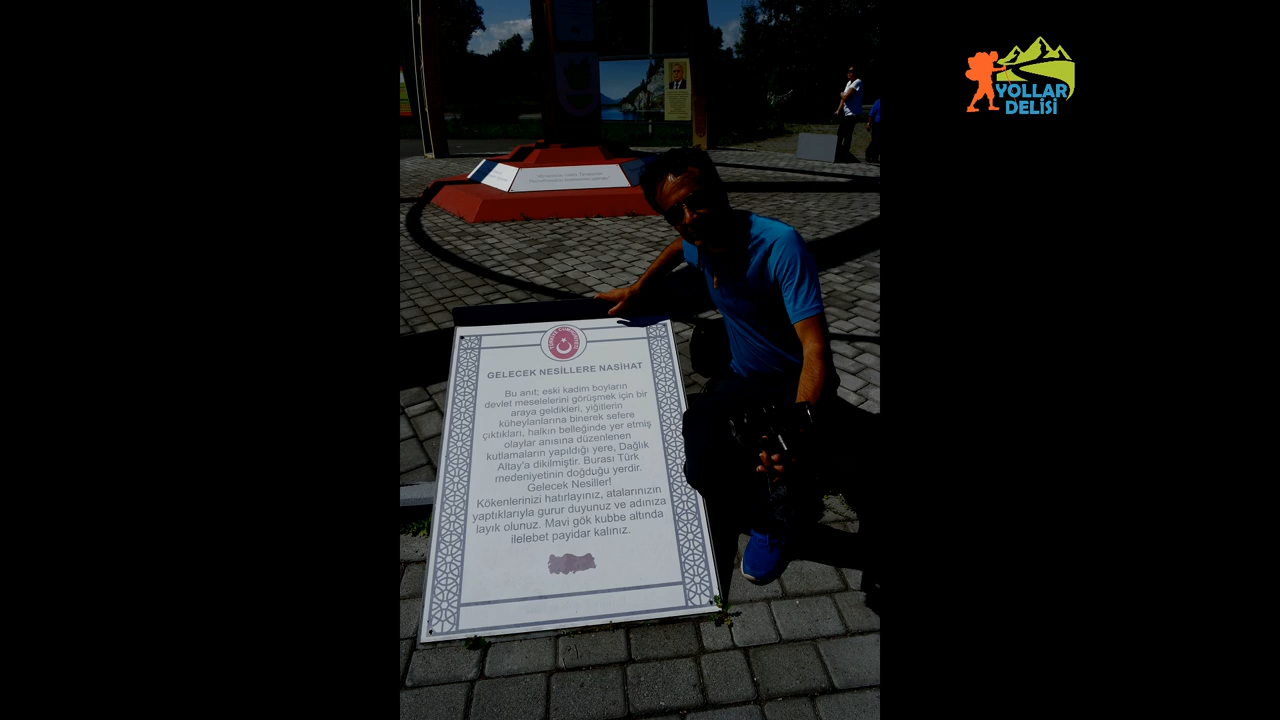 YOLLAR
DELİSİ
GELECEK NESİLLERE NASİHAT
Bu anıt; eski kadim boyların
devlet meselelerini görüşmek için bir
araya geldikleri, yiğitlerin
küheylanlarına binerek sefere
çıktıkları, halkın belleğinde yer etmiş
olaylar anısına düzenlenen
kutlamaların yapıldığı yere, Dağlık
Altay'a dikilmiştir. Burası Türk
medeniyetinin doğduğu yerdir.
Gelecek Nesiller!
Kökenlerinizi hatırlayınız, atalarınızın
yaptıklarıyla gurur duyunuz ve adınıza
layık olunuz. Mavi gök kubbe altında
ilelebet payidar kalınız.